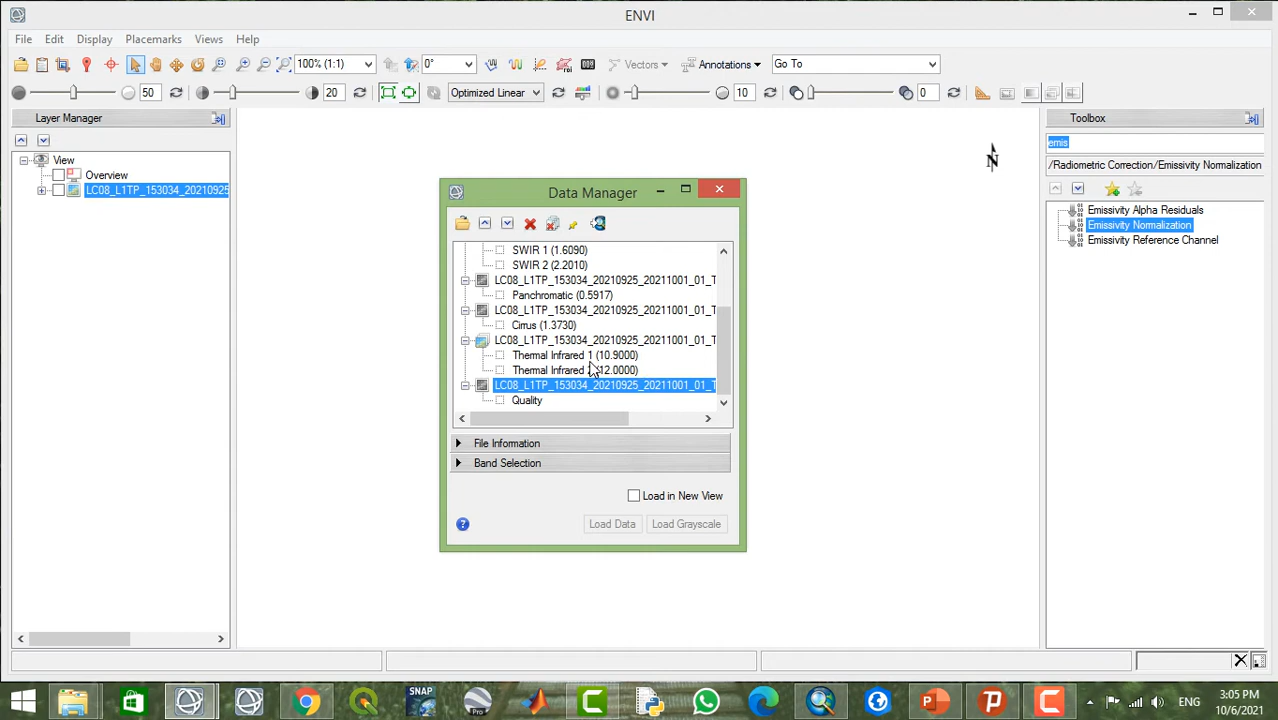 ENVI
File Edit Display Placemarks Views Help
100% (1:1) 0° Vectors Annotations Go To
50 20 Optimized Linear 10 0
Layer Manager
Toolbox
emis
/Radiometric Correction/Emissivity Normalization
View
Overview
LC08_L1TP_153034_20210925
Emissivity Alpha Residuals
Emissivity Normalization
Emissivity Reference Channel
N
Data Manager
SWIR 1 (1.6090)
SWIR 2 (2.2010)
LC08_L1TP_153034_20210925_20211001_01_T
Panchromatic (0.5917)
LC08_L1TP_153034_20210925_20211001_01_T
Cirrus (1.3730)
LC08_L1TP_153034_20210925_20211001_01_T
Thermal Infrared 1 (10.9000)
Thermal Infrared 12.0000)
LC08_L1TP_153034_20210925_20211001_01_T
Quality
File Information
Band Selection
Load in New View
Load Data Load Grayscale
SNAP Pro ENG
3:05 PM
10/6/2021